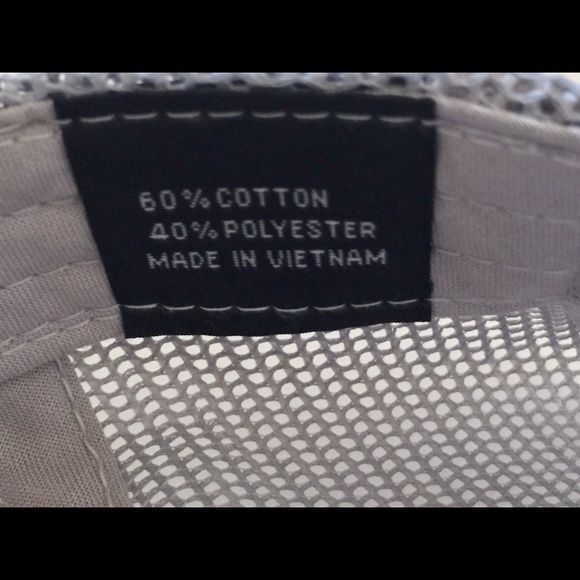 60% COTTON
40% POLYESTER
MADE IN VIETNAM